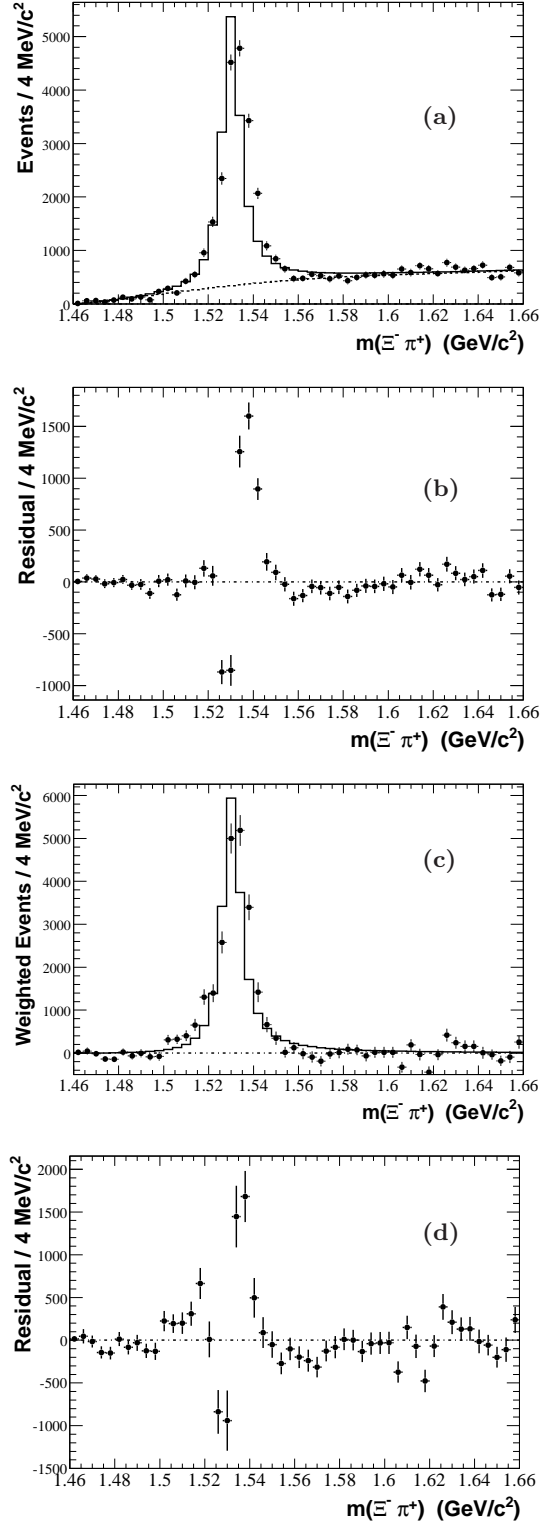 Events / 4 MeV/c²
5000
4000
3000
2000
1000
0
(a)
1.46 1.48 1.5 1.52 1.54 1.56 1.58 1.6 1.62 1.64 1.66
m(Ξ⁻ π⁺) (GeV/c²)
Residual / 4 MeV/c²
1500
1000
500
0
-500
-1000
(b)
1.46 1.48 1.5 1.52 1.54 1.56 1.58 1.6 1.62 1.64 1.66
m(Ξ⁻ π⁺) (GeV/c²)
Weighted Events / 4 MeV/c²
6000
5000
4000
3000
2000
1000
0
(c)
1.46 1.48 1.5 1.52 1.54 1.56 1.58 1.6 1.62 1.64 1.66
m(Ξ⁻ π⁺) (GeV/c²)
Residual / 4 MeV/c²
2000
1500
1000
500
0
-500
-1000
-1500
(d)
1.46 1.48 1.5 1.52 1.54 1.56 1.58 1.6 1.62 1.64 1.66
m(Ξ⁻ π⁺) (GeV/c²)